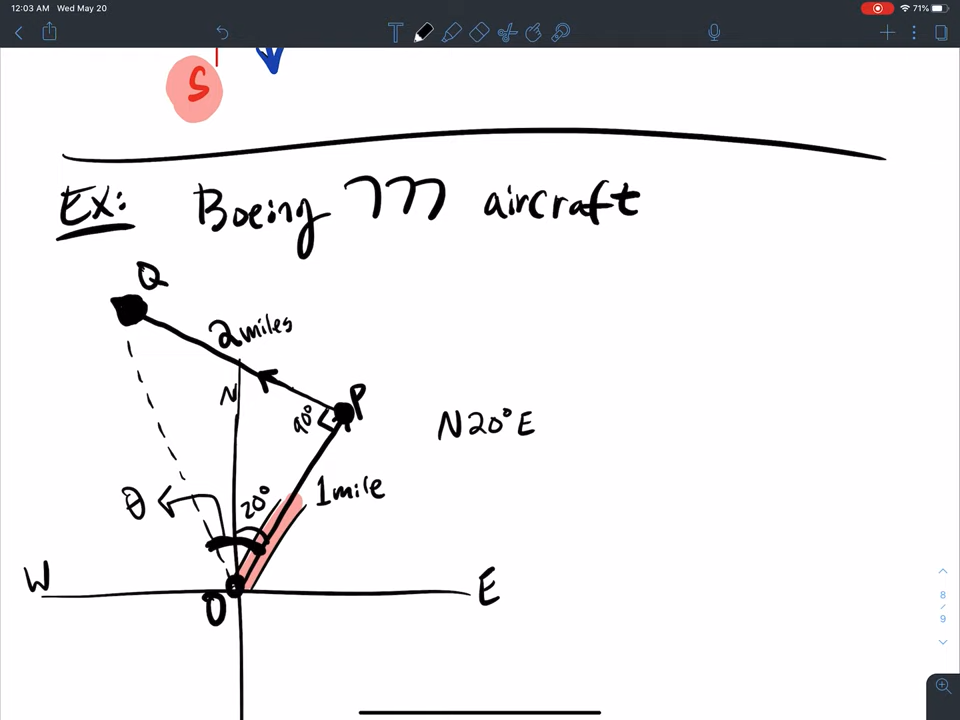 12:03 AM Wed May 20
71%
T
S
Ex: Boeing 777 aircraft
Q
2 miles
N
P
90°
N20°E
20°
1 mile
θ
W
E
O
8
/
9